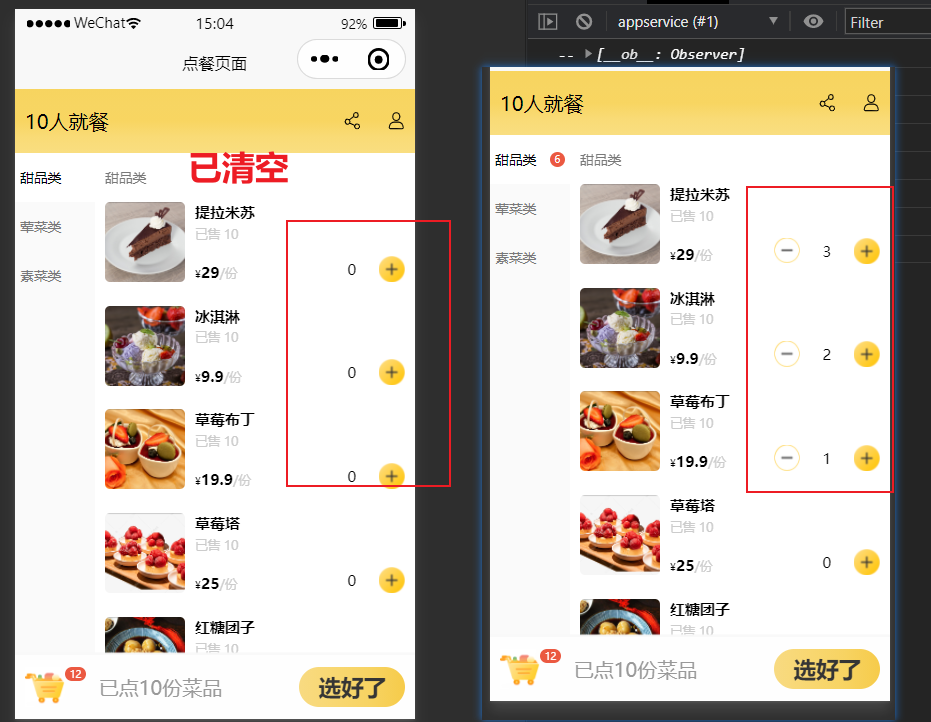 WeChat 15:04 92%
点餐页面
10人就餐
已清空
甜品类
荤菜类
素菜类
甜品类
提拉米苏
已售 10
¥29/份
0
冰淇淋
已售 10
¥9.9/份
0
草莓布丁
已售 10
¥19.9/份
0
草莓塔
已售 10
¥25/份
0
红糖团子
已售 10
12
已点10份菜品
选好了
appservice (#1)
Filter
-- ▶ [__ob__: Observer]
10人就餐
甜品类 6
荤菜类
素菜类
甜品类
提拉米苏
已售 10
¥29/份
3
冰淇淋
已售 10
¥9.9/份
2
草莓布丁
已售 10
¥19.9/份
1
草莓塔
已售 10
¥25/份
0
红糖团子
已售 10
12
已点10份菜品
选好了